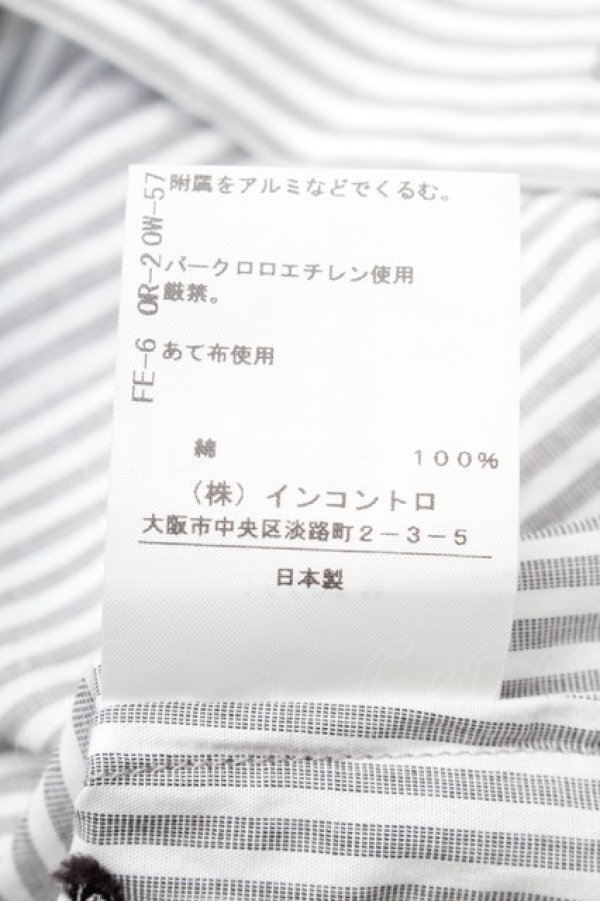 附属をアルミなどでくるむ。
パークロロエチレン使用
厳禁。
あて布使用
FE-6 OR-2 OW-57
綿 100%
(株)インコントロ
大阪市中央区淡路町2-3-5
日本製